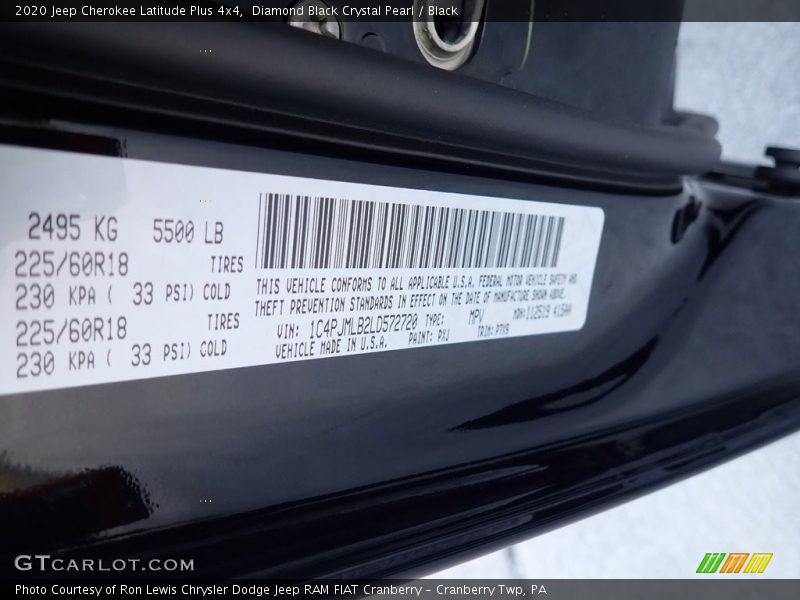 2020 Jeep Cherokee Latitude Plus 4x4, Diamond Black Crystal Pearl / Black
2495 KG 5500 LB
225/60R18 TIRES
230 KPA ( 33 PSI) COLD
225/60R18 TIRES
230 KPA ( 33 PSI) COLD
THIS VEHICLE CONFORMS TO ALL APPLICABLE U.S.A. FEDERAL MOTOR VEHICLE SAFETY AND
THEFT PREVENTION STANDARDS IN EFFECT ON THE DATE OF MANUFACTURE SHOWN ABOVE.
VIN: 1C4PJMLB2LD572720 TYPE: MPV MDH:112519 415AA
VEHICLE MADE IN U.S.A. PAINT: PXJ TRIM:
GTCARLOT.COM
Photo Courtesy of Ron Lewis Chrysler Dodge Jeep RAM FIAT Cranberry – Cranberry Twp, PA